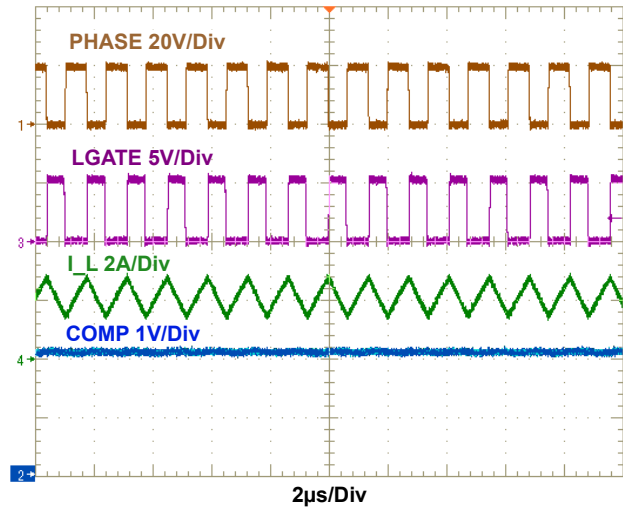 PHASE 20V/Div
1
LGATE 5V/Div
3
I_L 2A/Div
COMP 1V/Div
4
2
2µs/Div